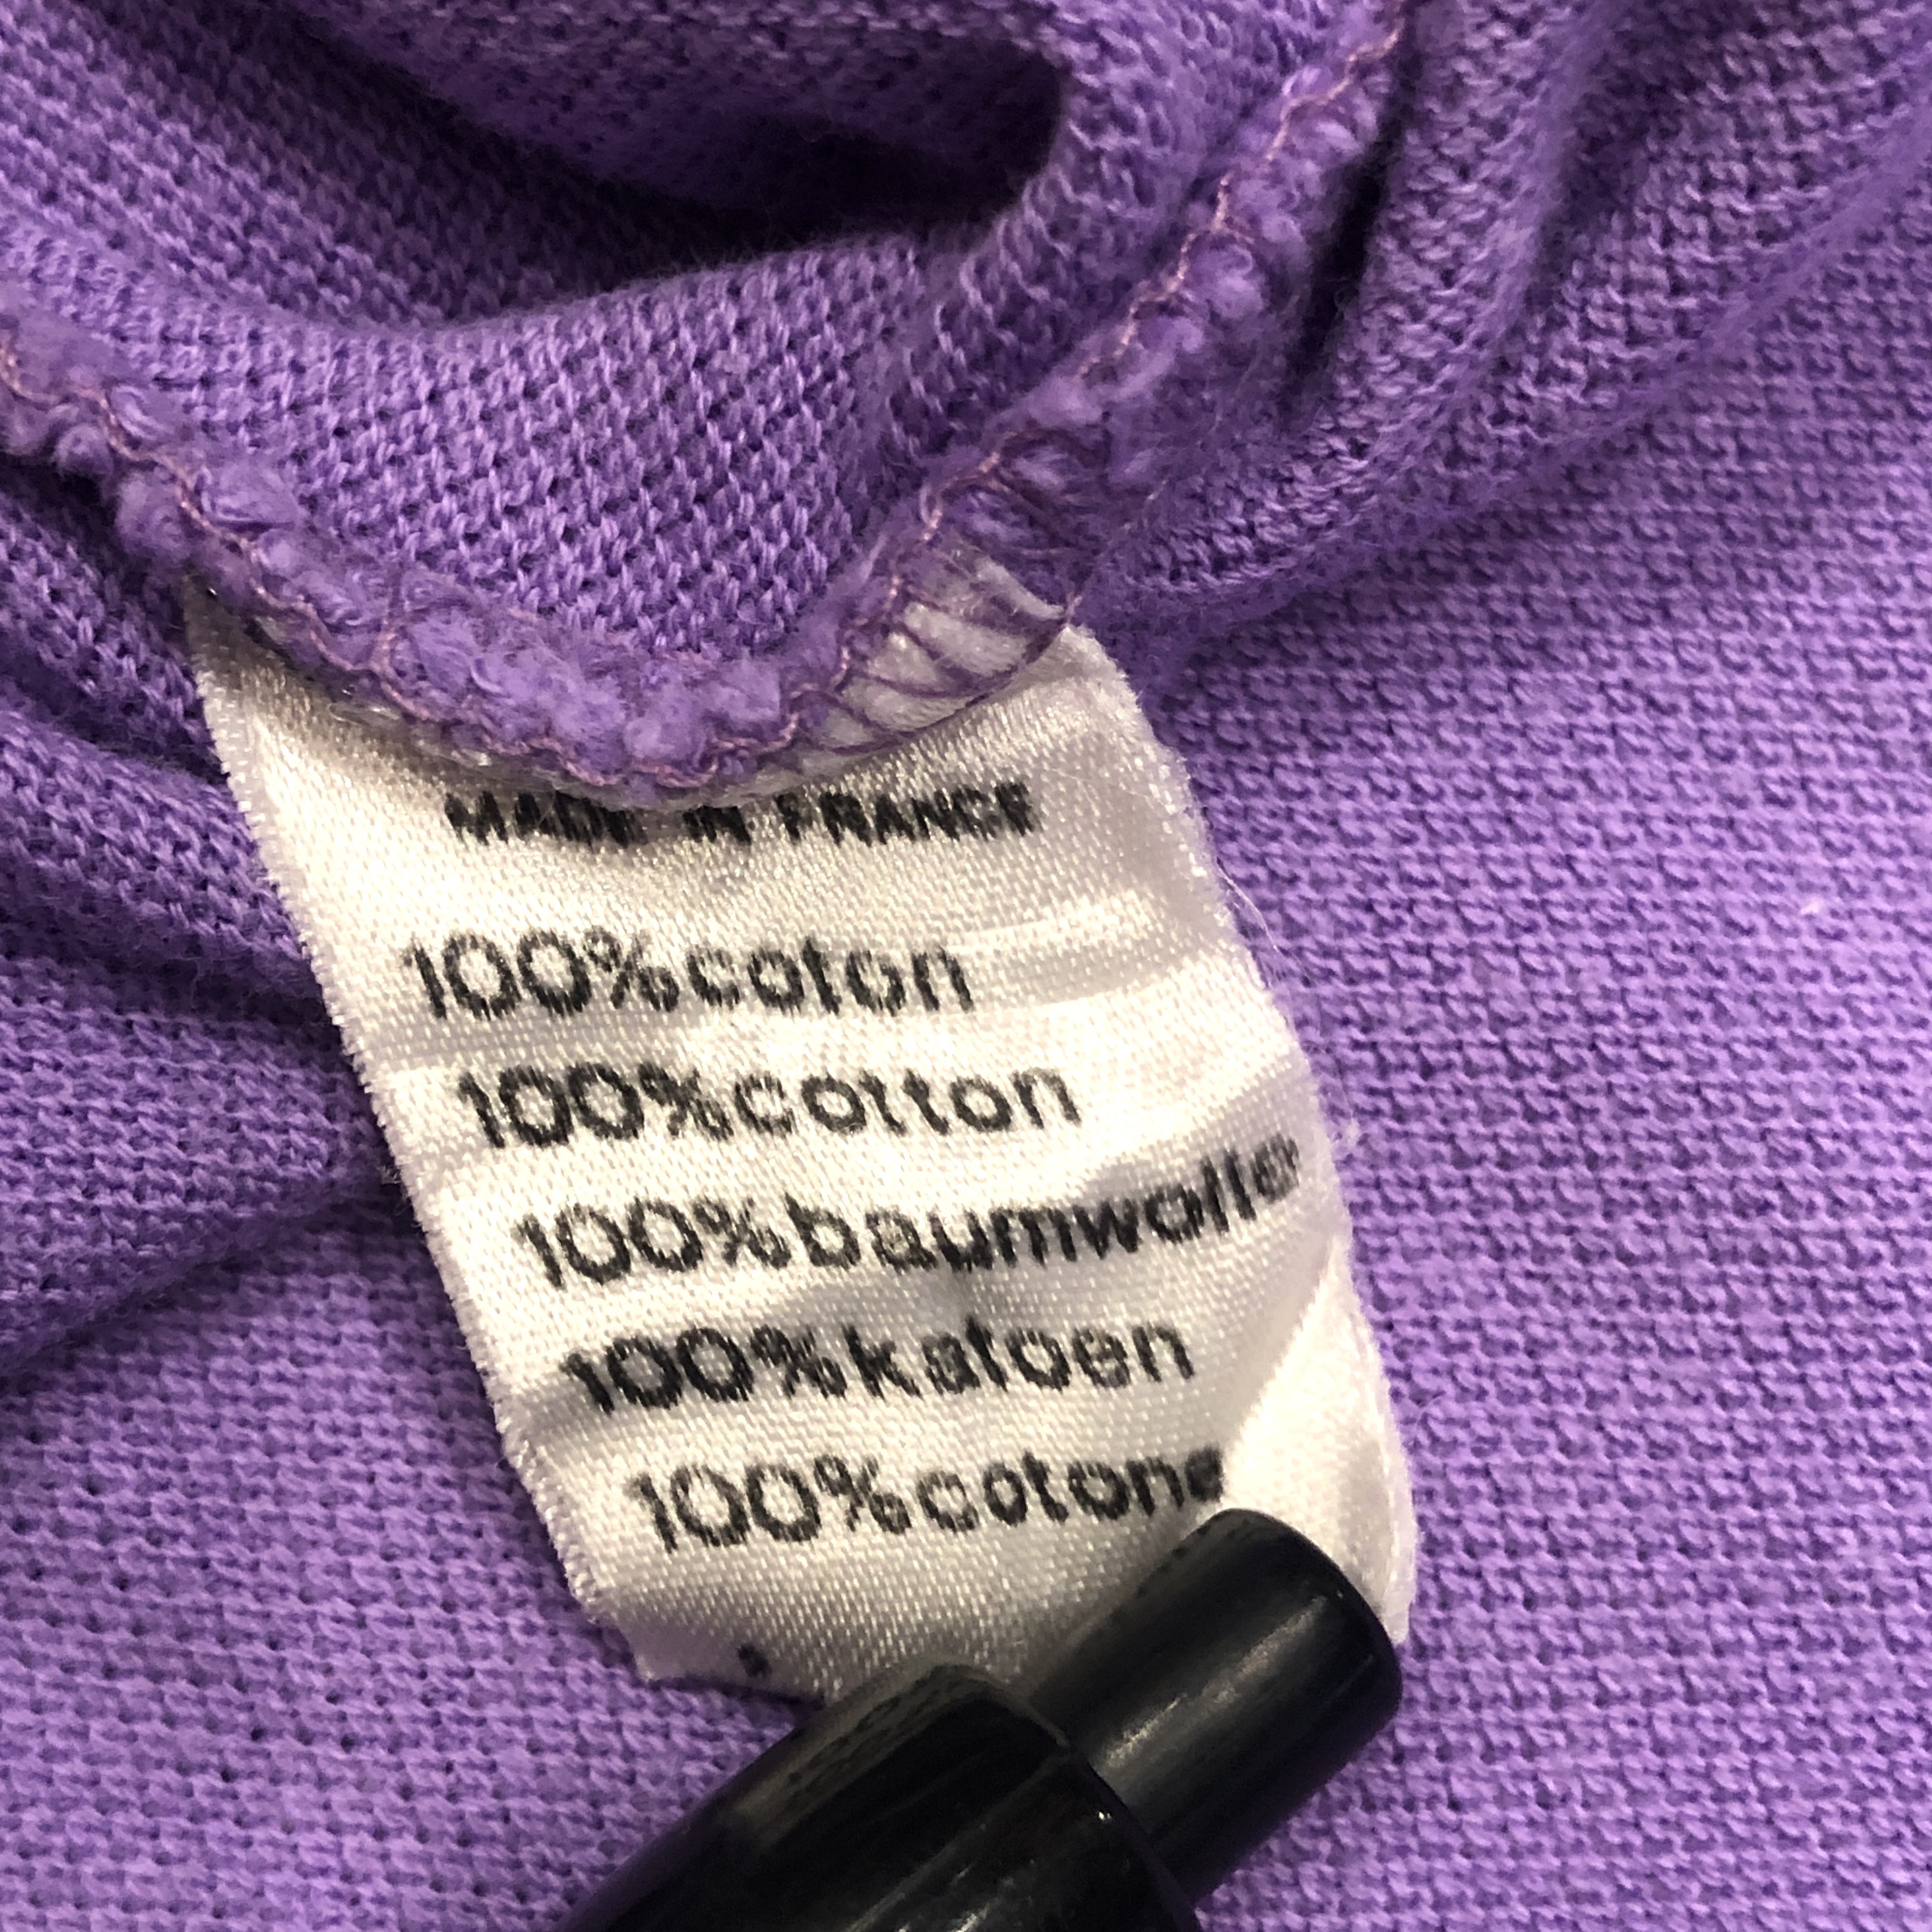 MADE IN FRANCE
100%coton
100%cotton
100%baumwolle
100%katoen
100%cotone